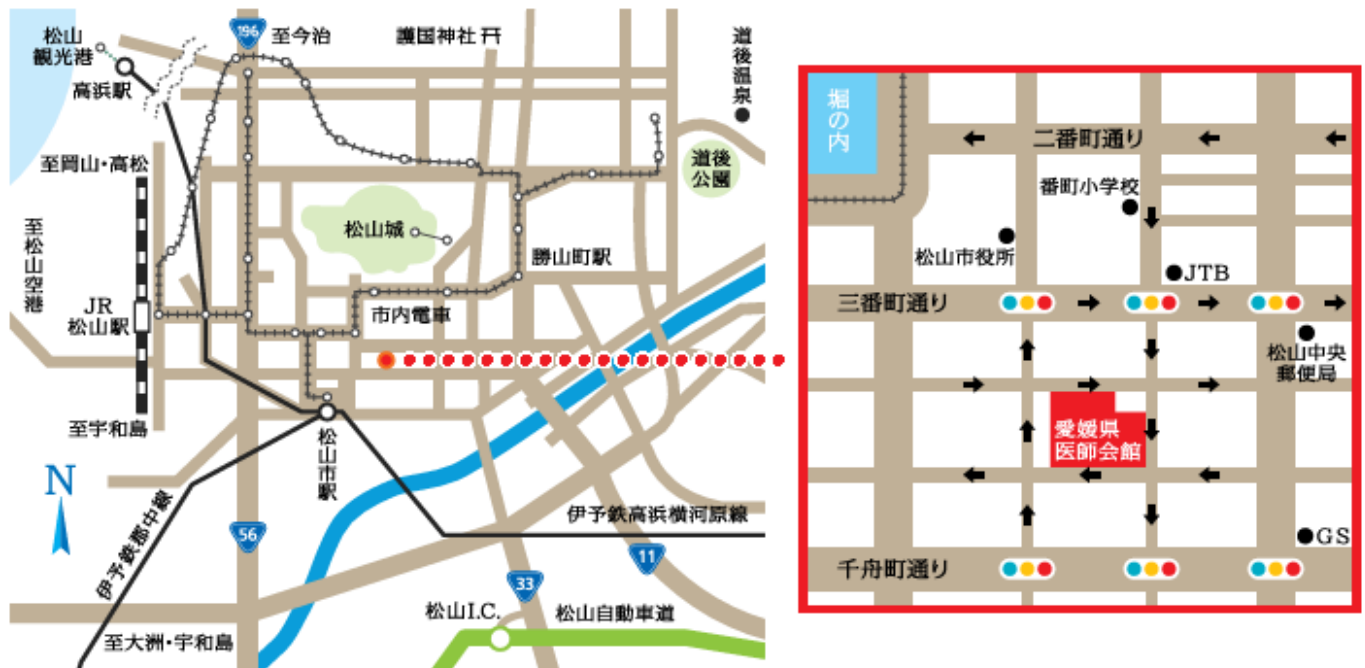 松山
観光港
高浜駅
196
至今治
護国神社
道後温泉
至岡山・高松
道後
公園
至松山空港
松山城
勝山町駅
JR
松山駅
市内電車
至宇和島
松山市駅
N
伊予鉄郡中線
56
伊予鉄高浜横河原線
11
33
松山I.C.
松山自動車道
至大洲・宇和島
堀の内
二番町通り
番町小学校
松山市役所
JTB
三番町通り
松山中央
郵便局
愛媛県
医師会館
GS
千舟町通り